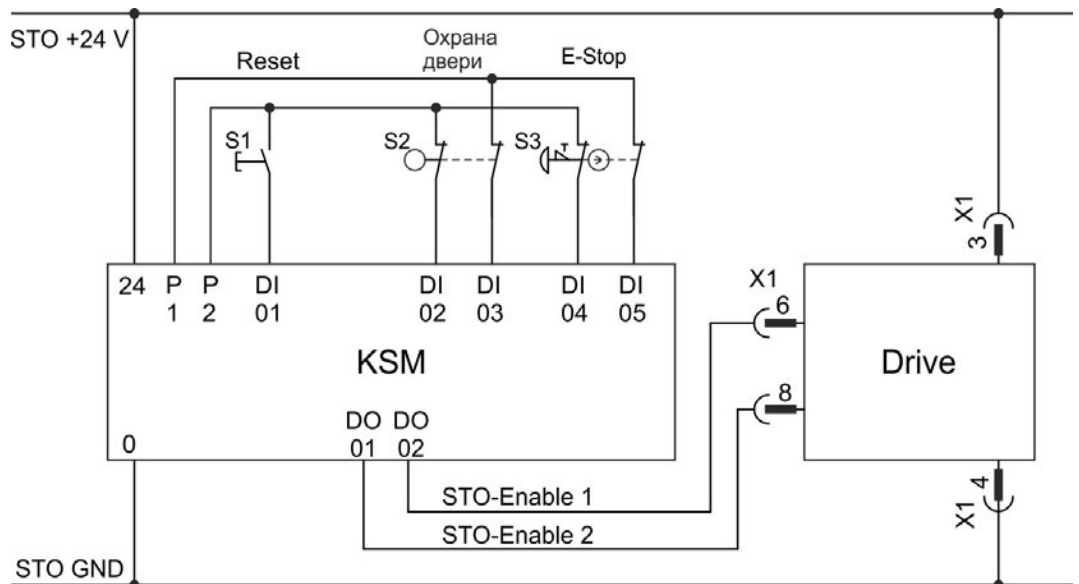 STO +24 V
Reset
Охрана
двери
E-Stop
S1
S2
S3
X1
3
24
P
1
P
2
DI
01
DI
02
DI
03
DI
04
DI
05
X1
6
KSM
Drive
8
0
DO
01
DO
02
4
X1
STO-Enable 1
STO-Enable 2
STO GND